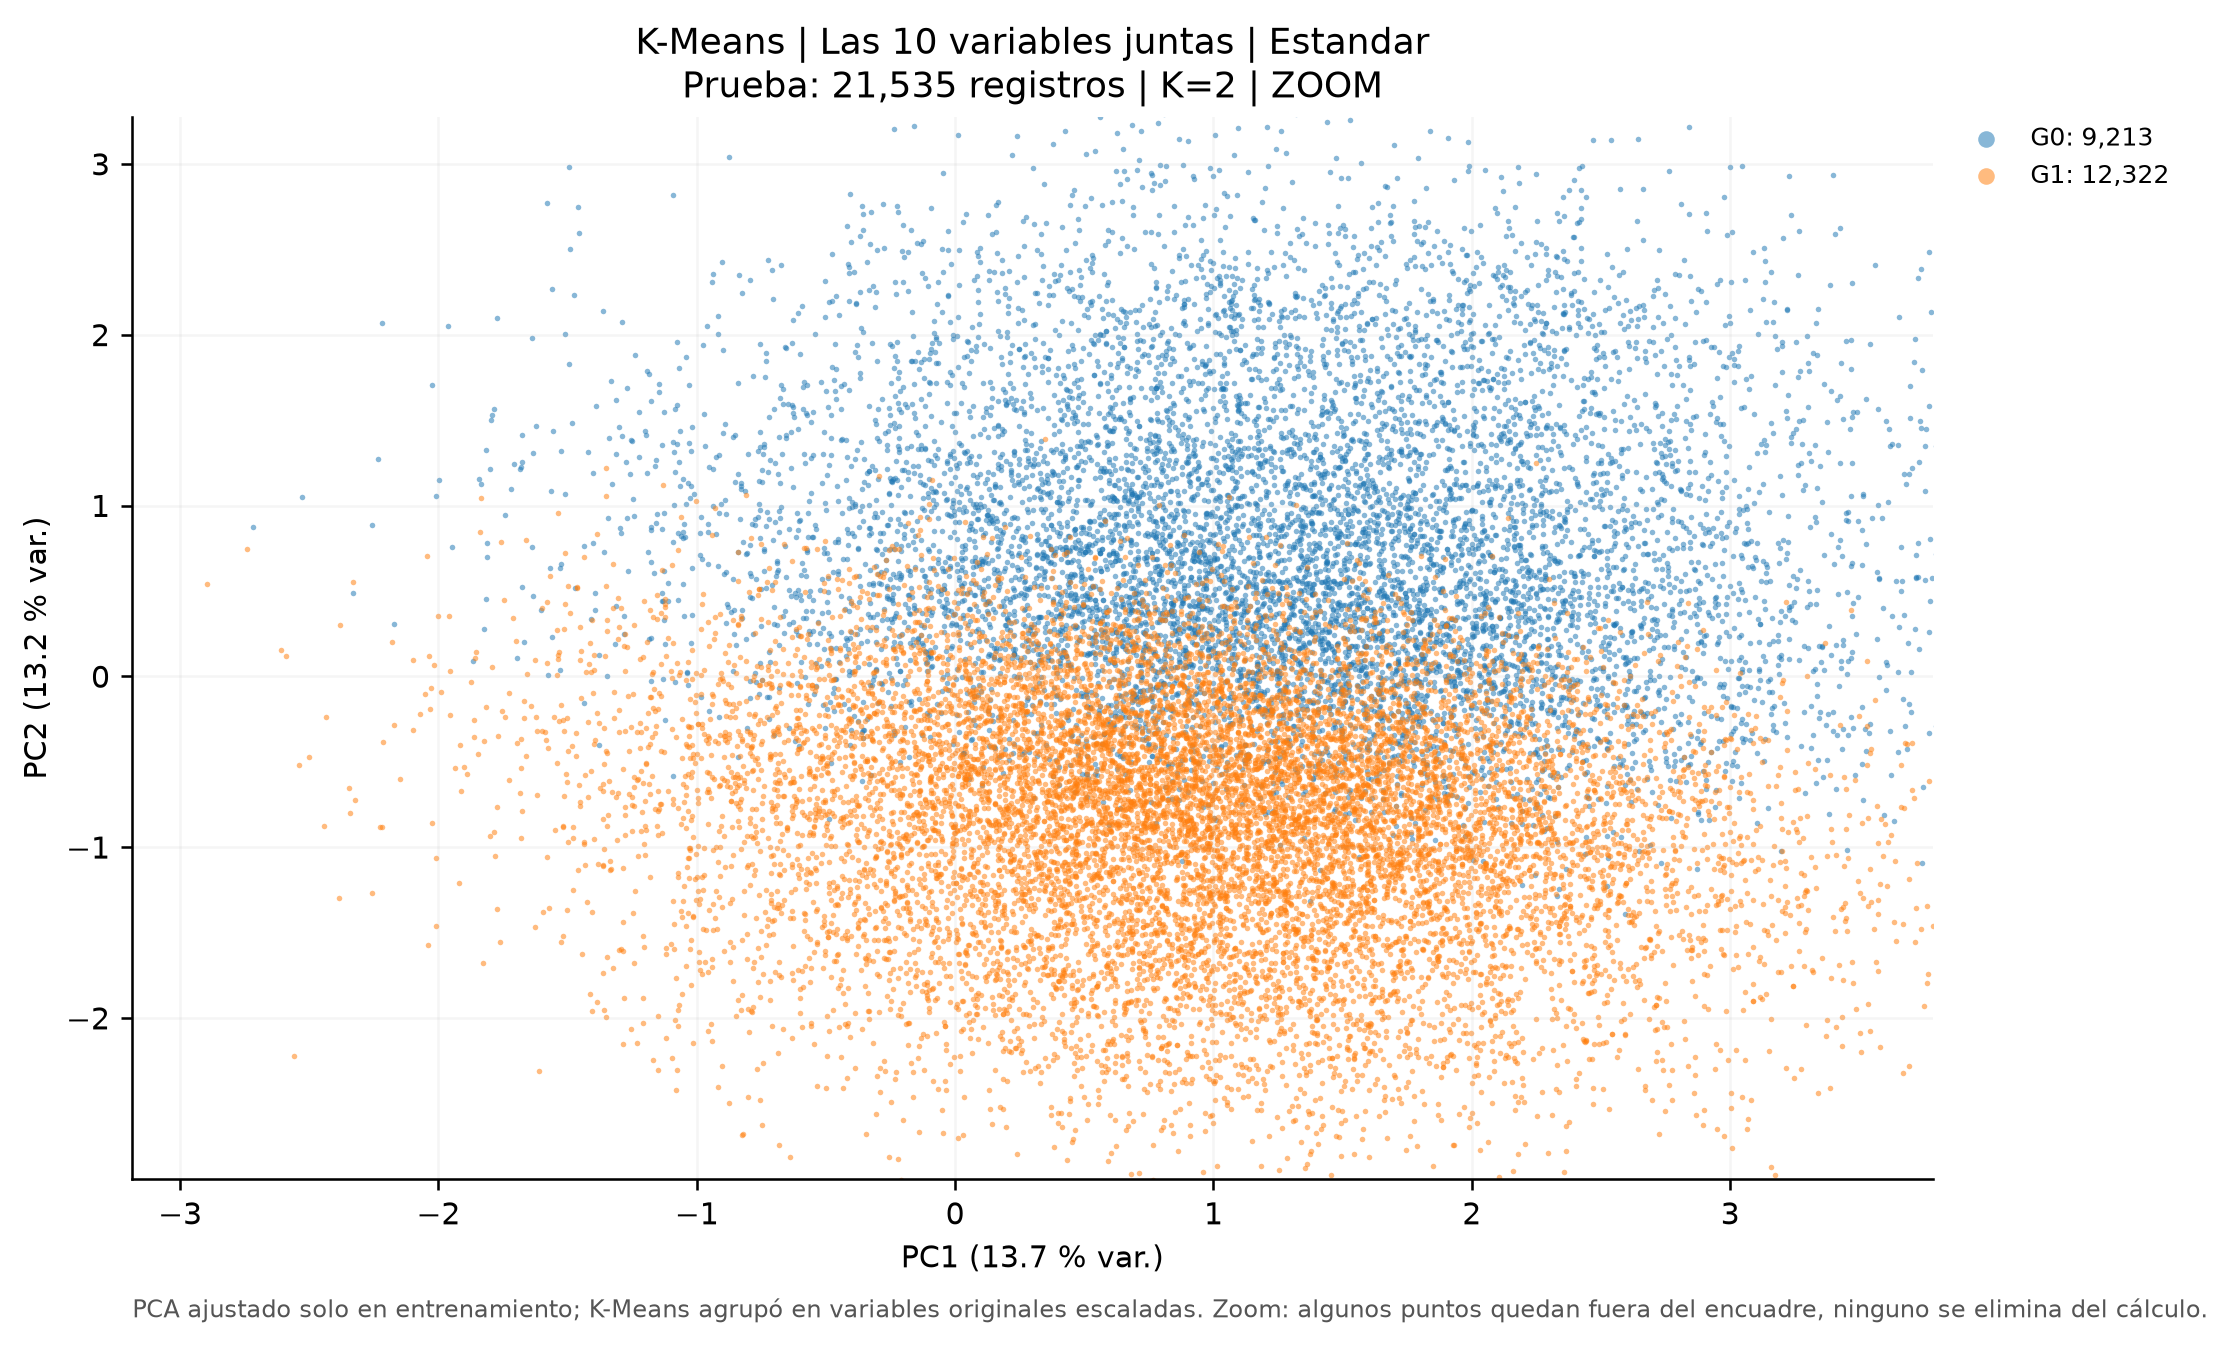 K-Means | Las 10 variables juntas | Estandar
Prueba: 21,535 registros | K=2 | ZOOM
G0: 9,213
G1: 12,322
PC2 (13.2 % var.)
3
2
1
0
−1
−2
−3
−2
−1
0
1
2
3
PC1 (13.7 % var.)
PCA ajustado solo en entrenamiento; K-Means agrupó en variables originales escaladas. Zoom: algunos puntos quedan fuera del encuadre, ninguno se elimina del cálculo.